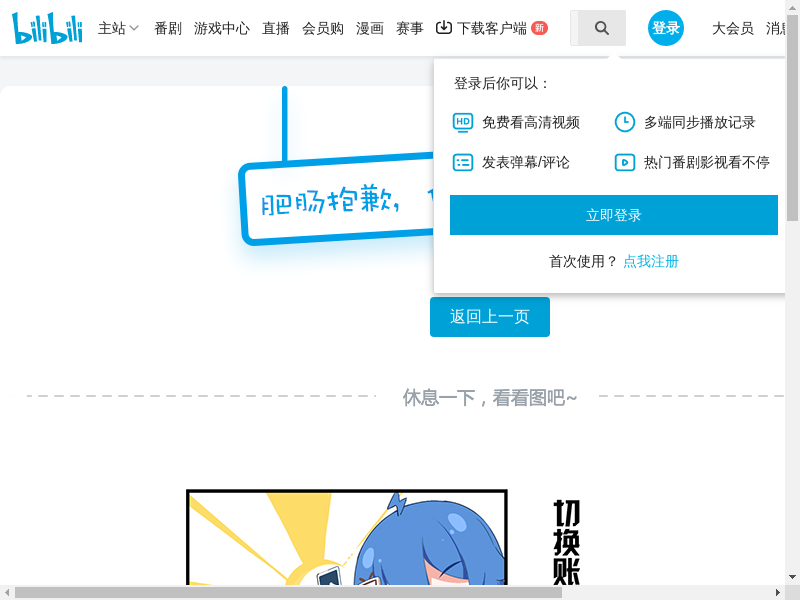 bilibili
主站 番剧 游戏中心 直播 会员购 漫画 赛事 下载客户端 新 登录 大会员
登录后你可以：
HD 免费看高清视频 多端同步播放记录
发表弹幕/评论 热门番剧影视看不停
立即登录
首次使用？ 点我注册
肥肠抱歉，
返回上一页
休息一下，看看图吧~
切换账